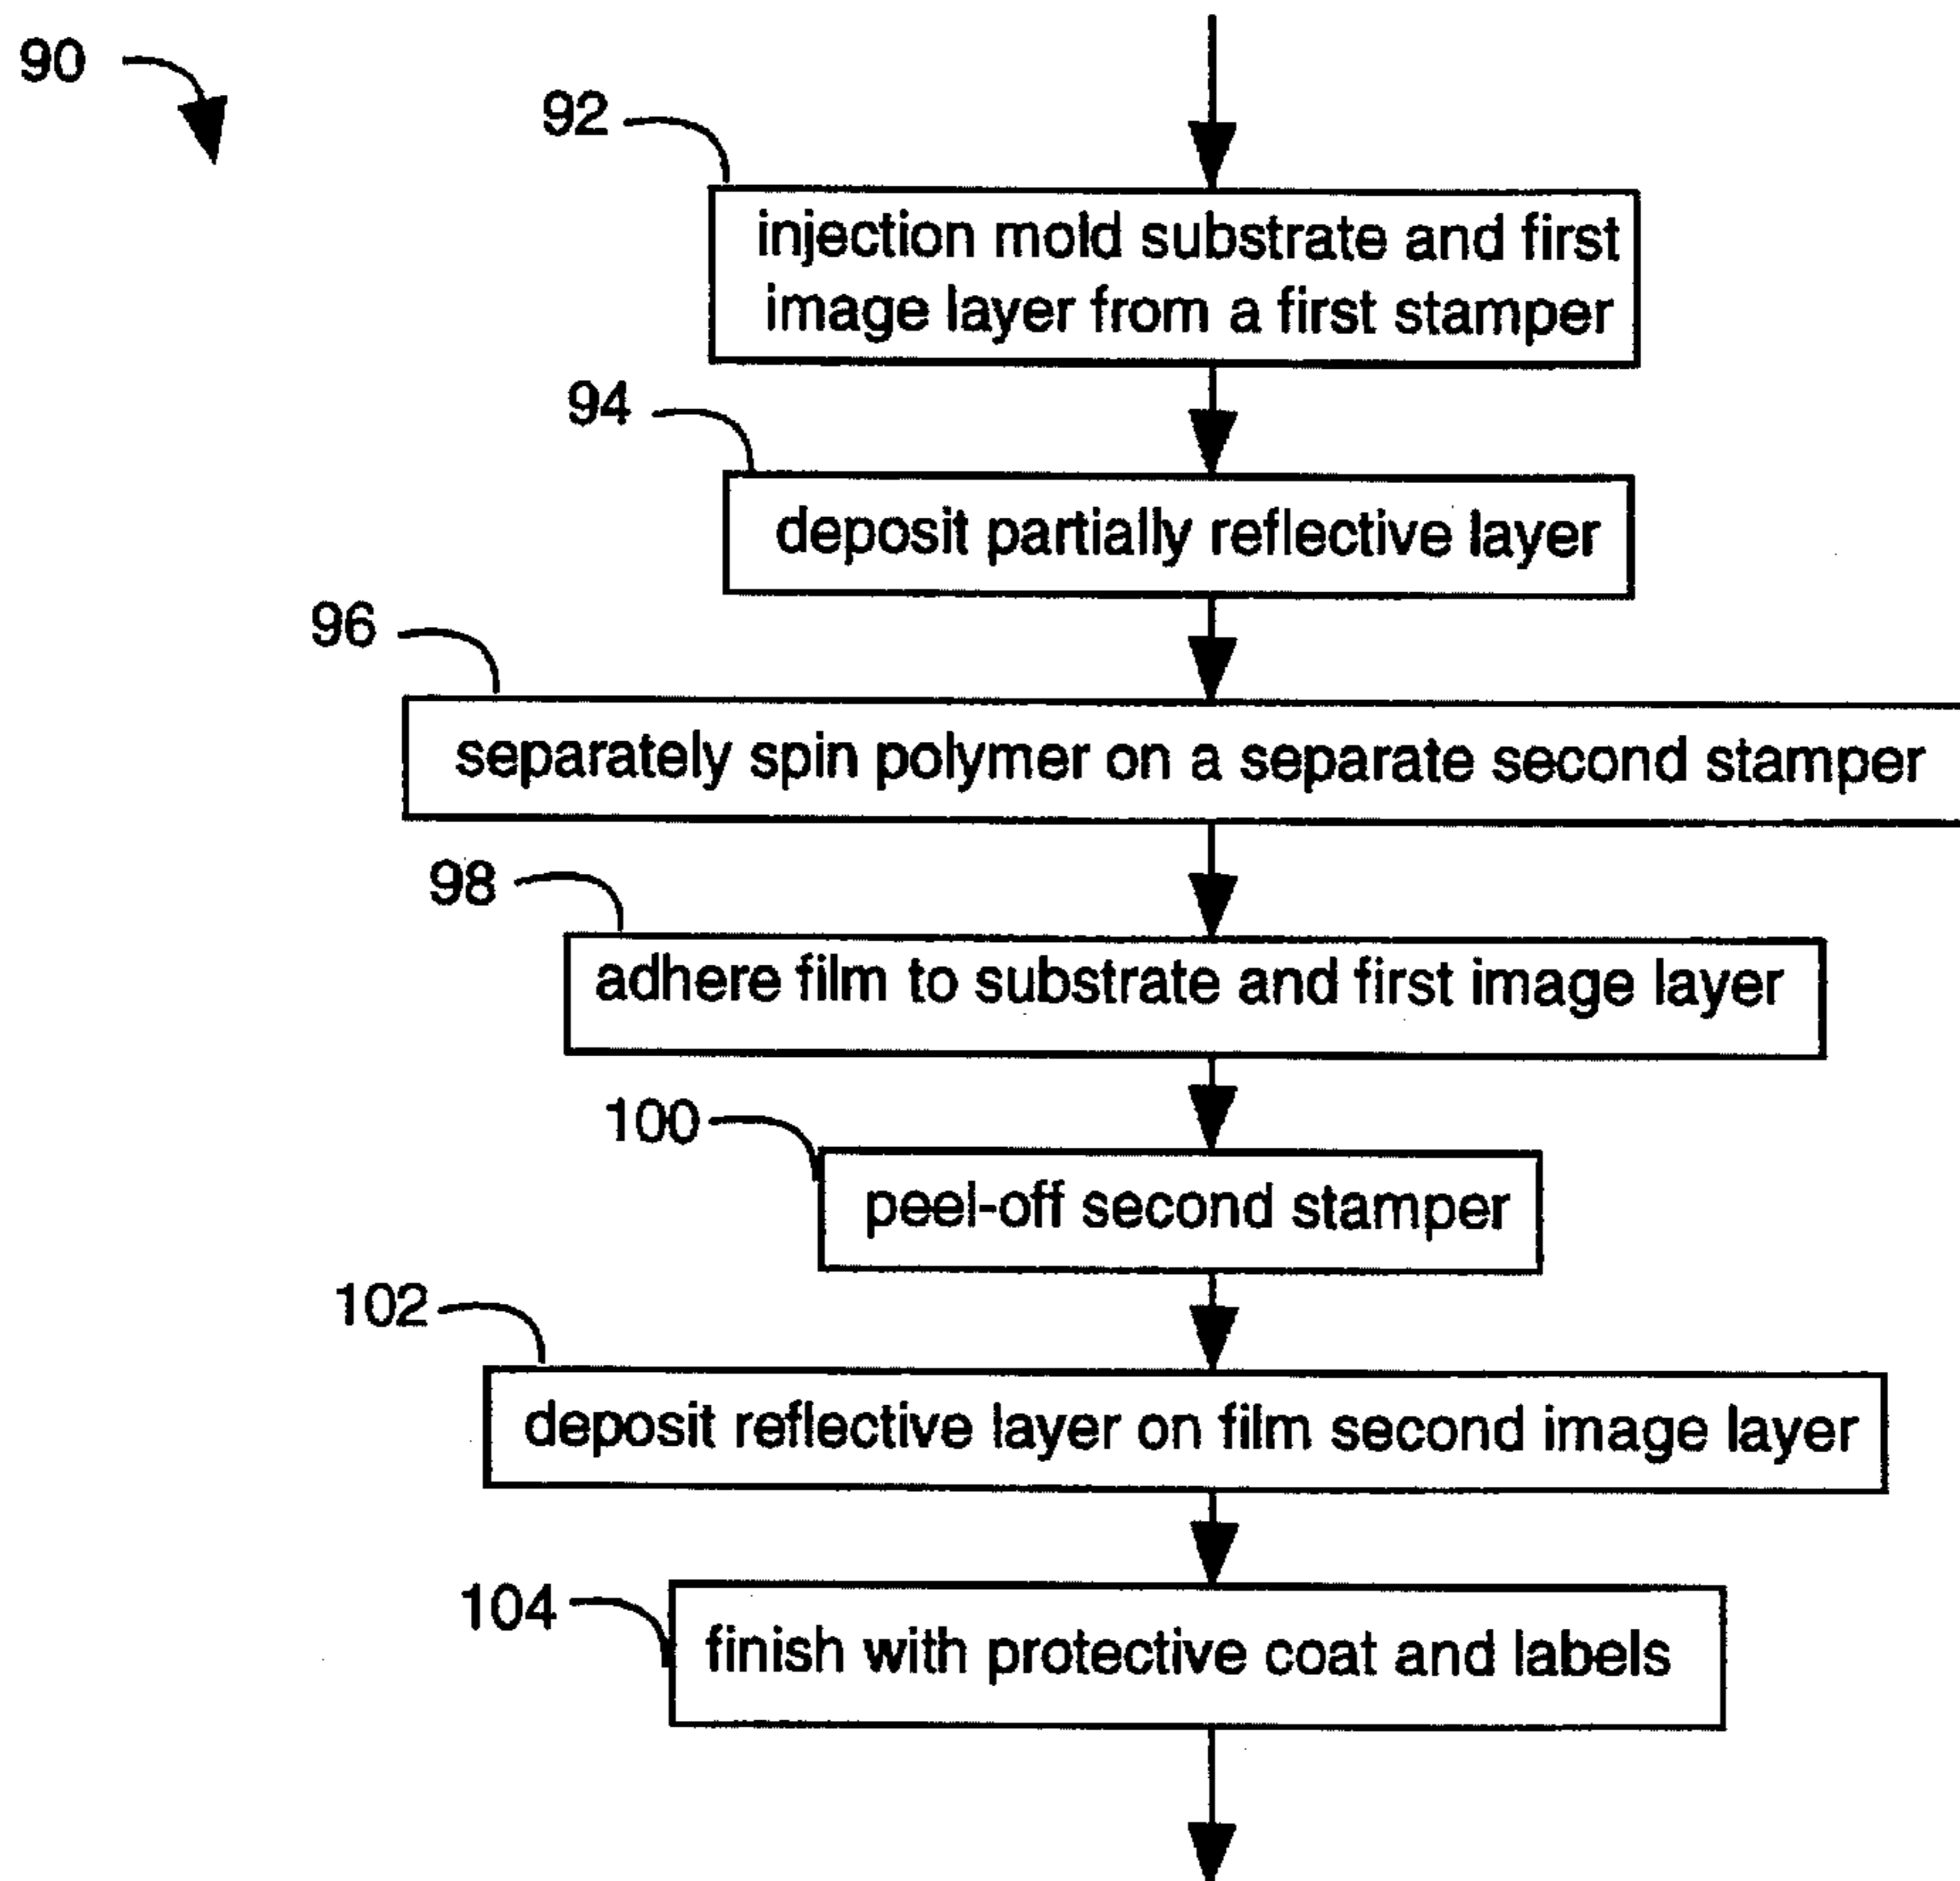 90
92
injection mold substrate and first
image layer from a first stamper
94
deposit partially reflective layer
96
separately spin polymer on a separate second stamper
98
adhere film to substrate and first image layer
100
peel-off second stamper
102
deposit reflective layer on film second image layer
104
finish with protective coat and labels